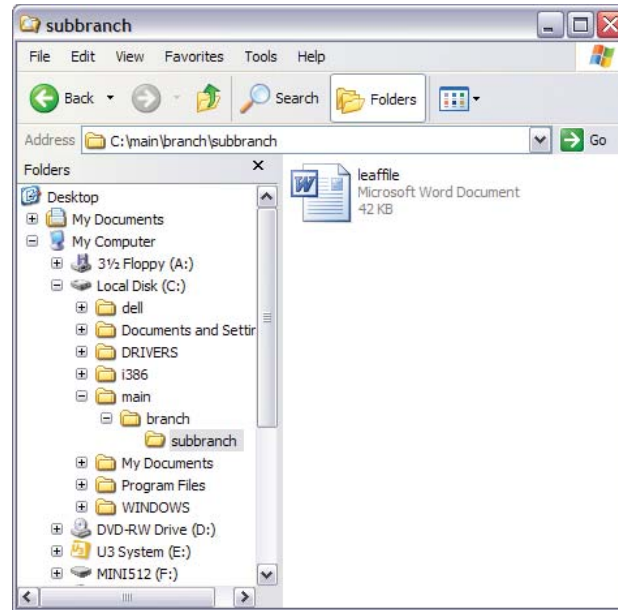 subbranch
File Edit View Favorites Tools Help
Back Search Folders
Address C:\main\branch\subbranch Go
Folders
Desktop
My Documents
My Computer
3½ Floppy (A:)
Local Disk (C:)
dell
Documents and Settir
DRIVERS
i386
main
branch
subbranch
My Documents
Program Files
WINDOWS
DVD-RW Drive (D:)
U3 System (E:)
MINI512 (F:)
leaffile
Microsoft Word Document
42 KB